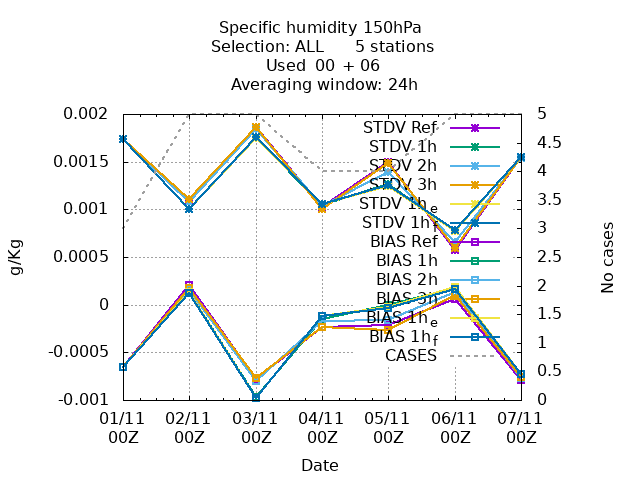 Specific humidity 150hPa
Selection: ALL 5 stations
Used 00 + 06
Averaging window: 24h
0.002
0.0015
0.001
0.0005
0
-0.0005
-0.001
g/Kg
5
4.5
4
3.5
3
2.5
2
1.5
1
0.5
0
No cases
STDV Ref
STDV 1h
STDV 2h
STDV 3h
STDV 1h_e
STDV 1h_f
BIAS Ref
BIAS 1h
BIAS 2h
BIAS 3h
BIAS 1h_e
BIAS 1h_f
CASES
01/11 02/11 03/11 04/11 05/11 06/11 07/11
00Z 00Z 00Z 00Z 00Z 00Z 00Z
Date